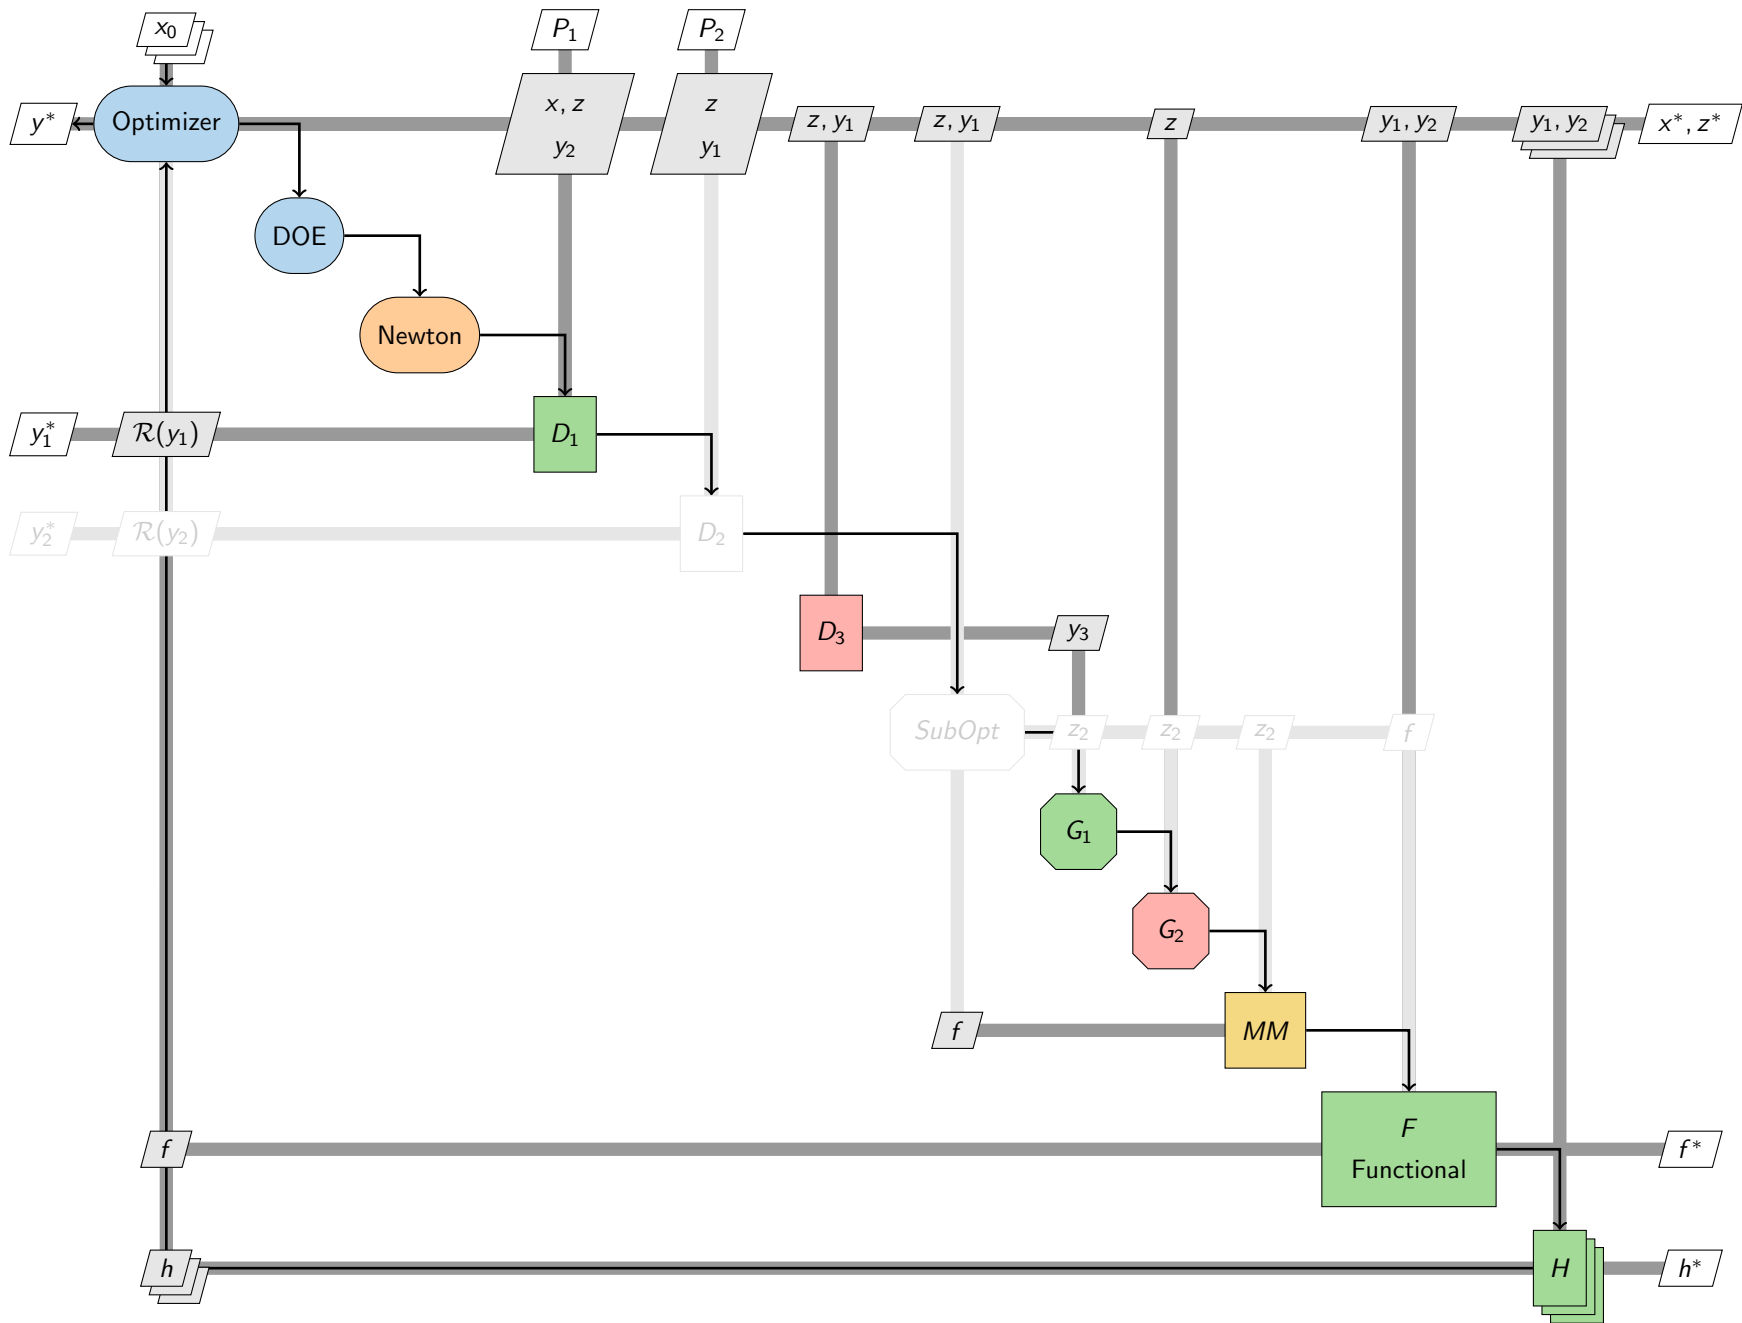 x₀
P₁
P₂
y*
Optimizer
x, z
y₂
z
y₁
z, y₁
z, y₁
z
y₁, y₂
y₁, y₂
x*, z*
DOE
Newton
y₁*
ℛ(y₁)
D₁
y₂*
ℛ(y₂)
D₂
D₃
y₃
SubOpt
z₂
z₂
z₂
f
G₁
G₂
f
MM
f
F
Functional
f*
h
H
h*